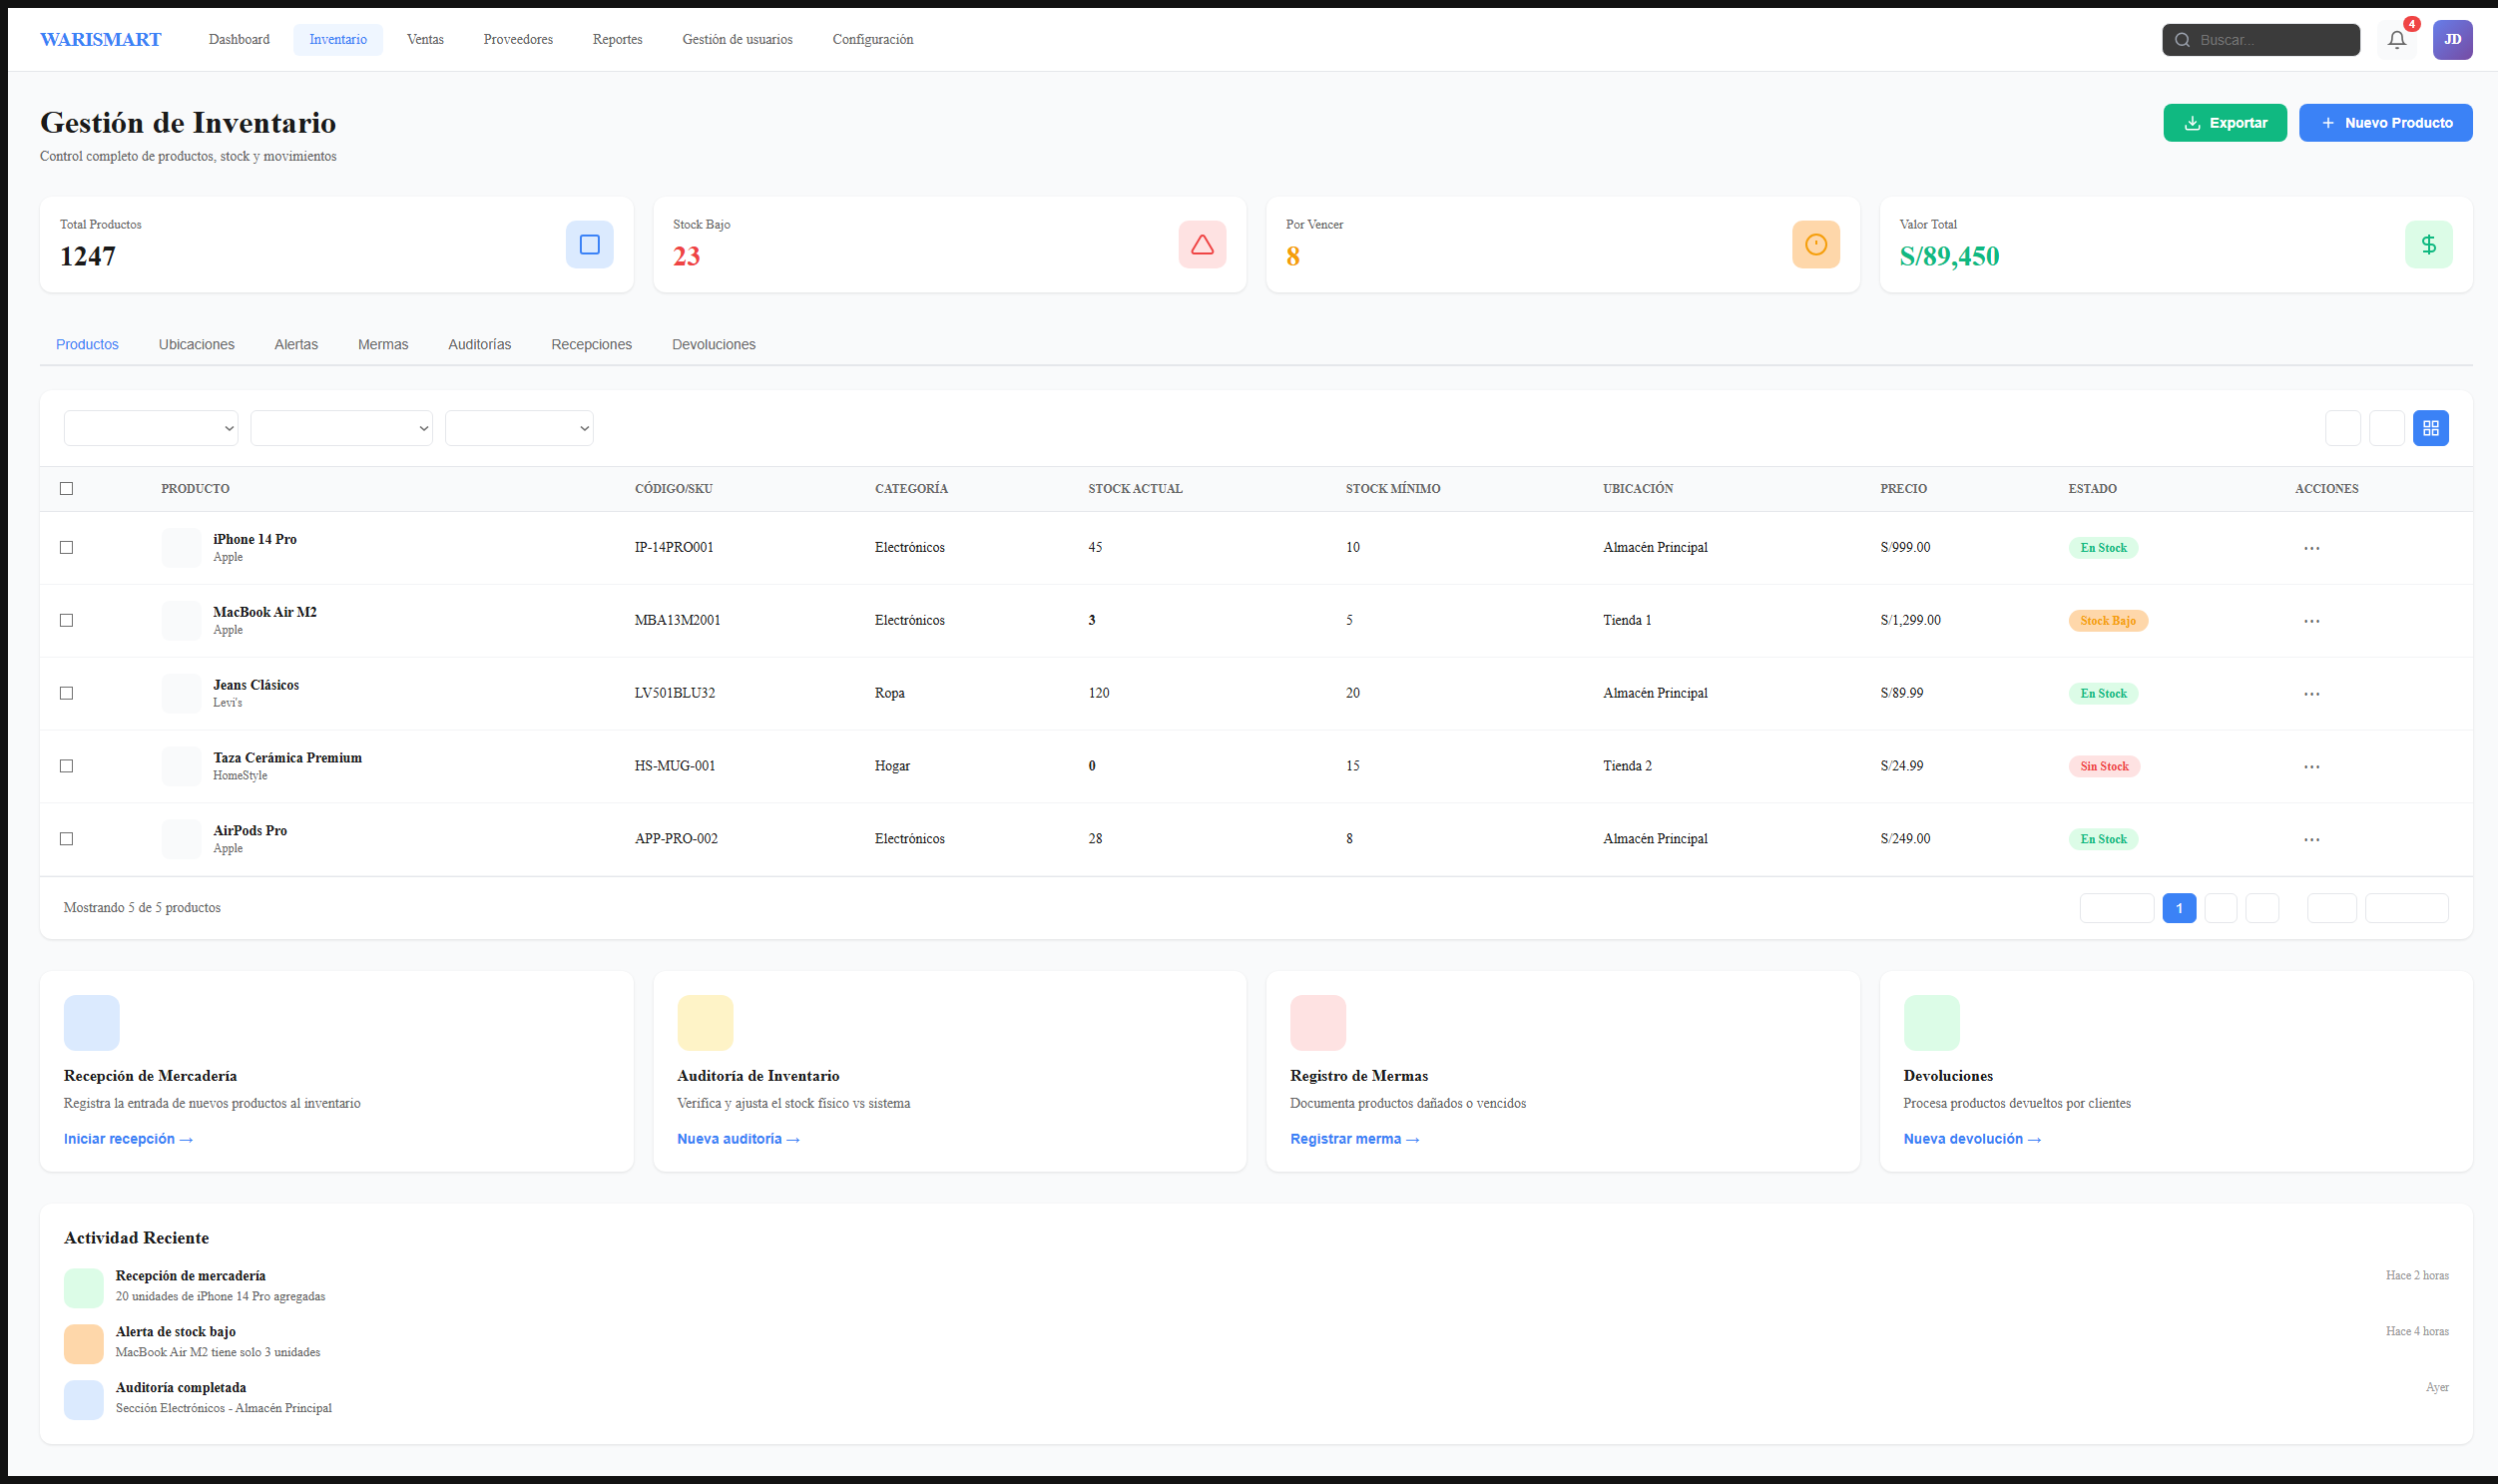 WARISMART Dashboard Inventario Ventas Proveedores Reportes Gestión de usuarios Configuración Buscar... 4 JD
Gestión de Inventario
Control completo de productos, stock y movimientos
Exportar
Nuevo Producto
Total Productos
1247
Stock Bajo
23
Por Vencer
8
Valor Total
S/89,450
Productos Ubicaciones Alertas Mermas Auditorías Recepciones Devoluciones
PRODUCTO CÓDIGO/SKU CATEGORÍA STOCK ACTUAL STOCK MÍNIMO UBICACIÓN PRECIO ESTADO ACCIONES
iPhone 14 Pro
Apple
IP-14PRO001 Electrónicos 45 10 Almacén Principal S/999.00 En Stock ...
MacBook Air M2
Apple
MBA13M2001 Electrónicos 3 5 Tienda 1 S/1,299.00 Stock Bajo ...
Jeans Clásicos
Levi's
LV501BLU32 Ropa 120 20 Almacén Principal S/89.99 En Stock ...
Taza Cerámica Premium
HomeStyle
HS-MUG-001 Hogar 0 15 Tienda 2 S/24.99 Sin Stock ...
AirPods Pro
Apple
APP-PRO-002 Electrónicos 28 8 Almacén Principal S/249.00 En Stock ...
Mostrando 5 de 5 productos 1
Recepción de Mercadería
Registra la entrada de nuevos productos al inventario
Iniciar recepción →
Auditoría de Inventario
Verifica y ajusta el stock físico vs sistema
Nueva auditoría →
Registro de Mermas
Documenta productos dañados o vencidos
Registrar merma →
Devoluciones
Procesa productos devueltos por clientes
Nueva devolución →
Actividad Reciente
Recepción de mercadería
20 unidades de iPhone 14 Pro agregadas
Hace 2 horas
Alerta de stock bajo
MacBook Air M2 tiene solo 3 unidades
Hace 4 horas
Auditoría completada
Sección Electrónicos - Almacén Principal
Ayer